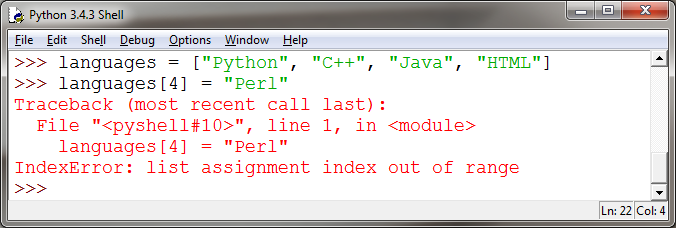 Python 3.4.3 Shell
File Edit Shell Debug Options Window Help
>>> languages = ["Python", "C++", "Java", "HTML"]
>>> languages[4] = "Perl"
Traceback (most recent call last):
  File "<pyshell#10>", line 1, in <module>
    languages[4] = "Perl"
IndexError: list assignment index out of range
>>>
Ln: 22 Col: 4